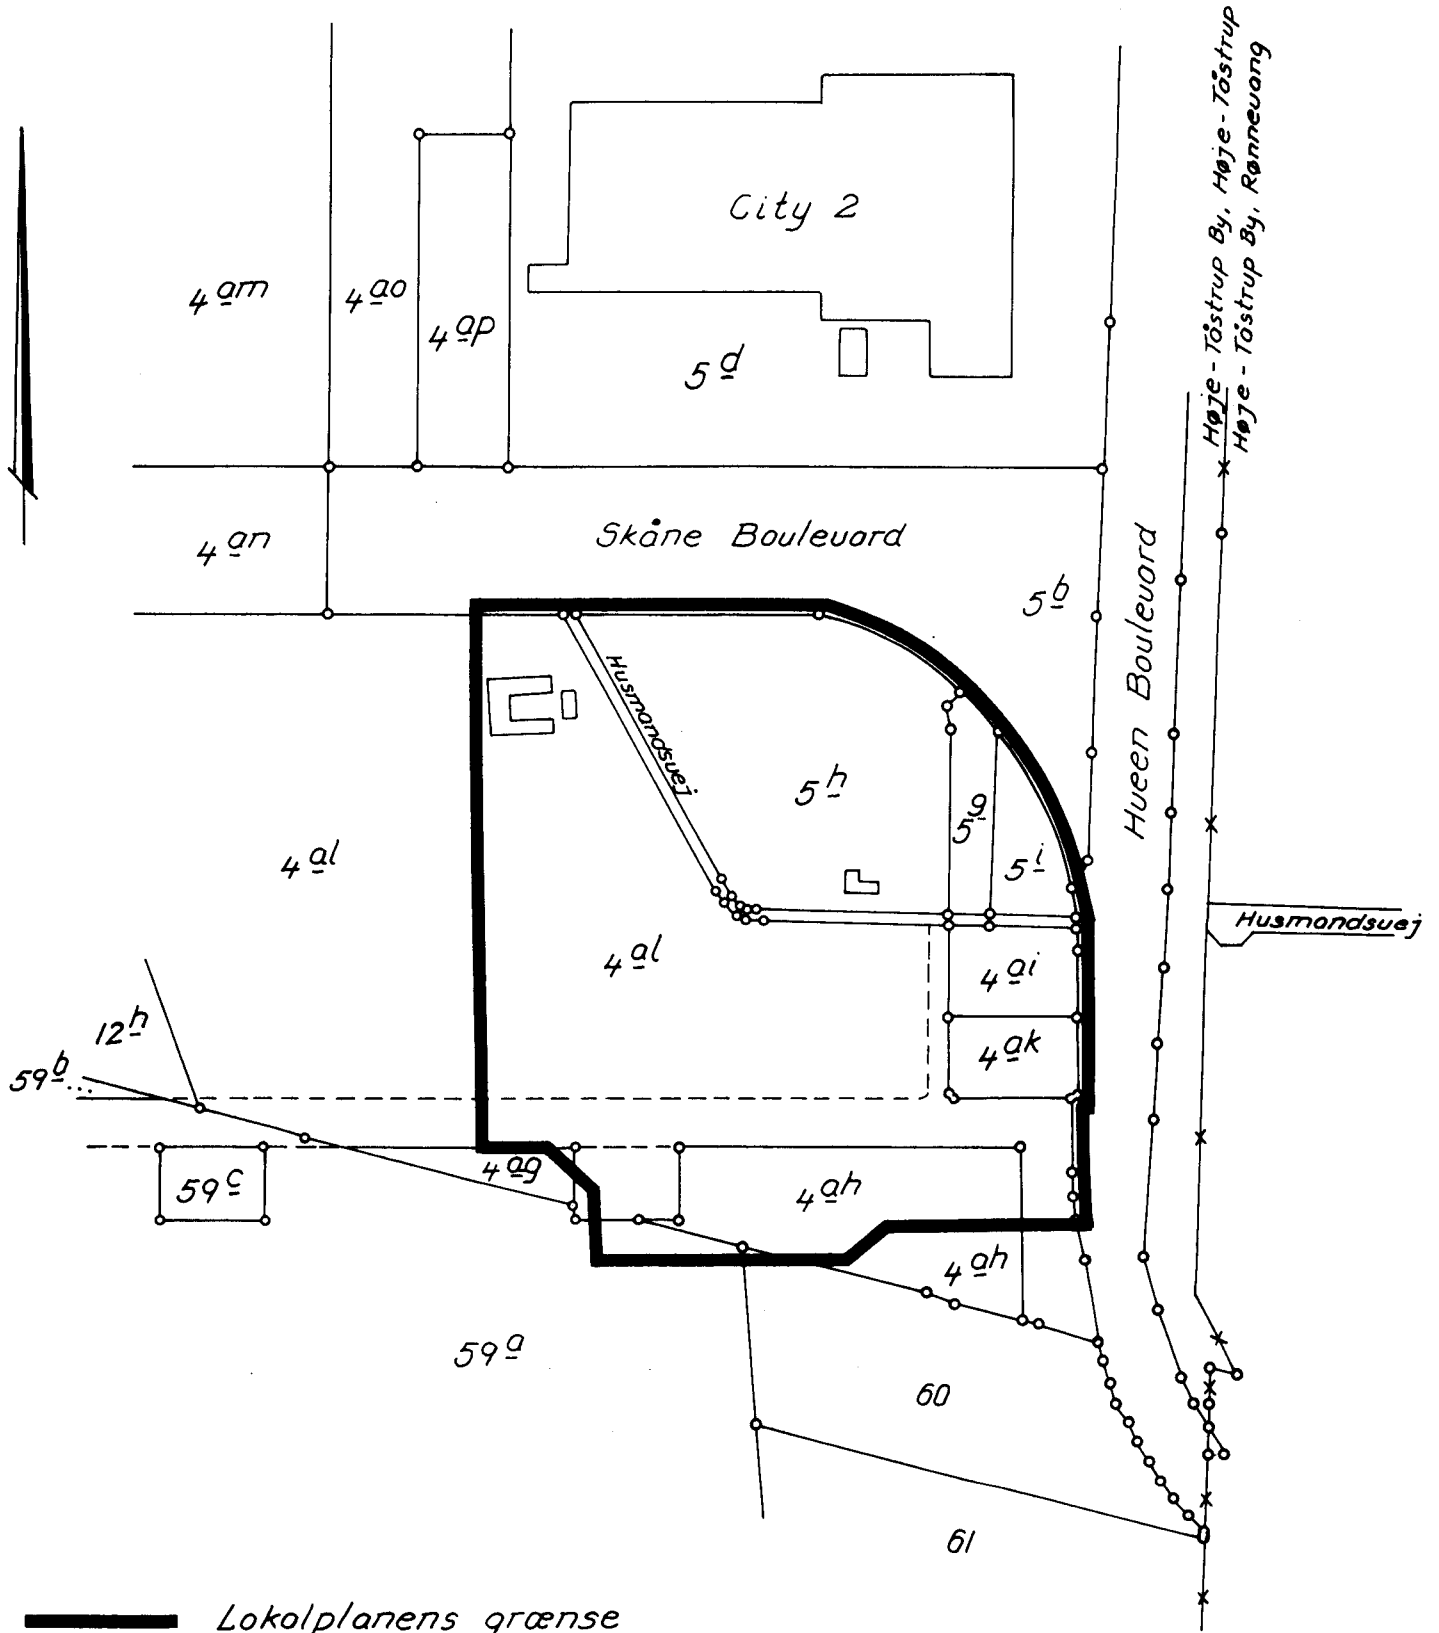 Høje-Tåstrup By, Høje-Tåstrup
Høje-Tåstrup By, Rønnevang
City 2
4am
4ao
4ap
5d
4an
Skåne Boulevard
5b
Hveen Boulevard
Husmandsvej
5h
5g
5i
4al
4al
Husmandsvej
4ai
12h
4ak
59b...
59c
4ag
4ah
4ah
59a
60
61
Lokalplanens grænse